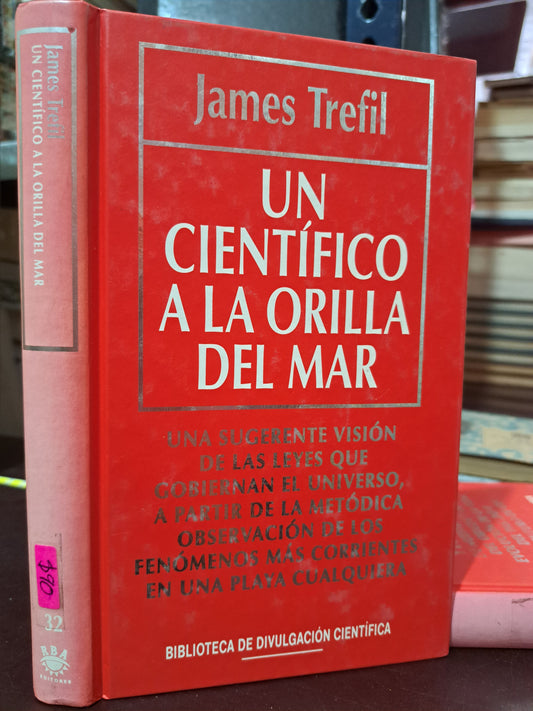 James Trefil
UN
CIENTÍFICO
A LA ORILLA
DEL MAR
UNA SUGERENTE VISIÓN
DE LAS LEYES QUE
GOBIERNAN EL UNIVERSO,
A PARTIR DE LA METÓDICA
OBSERVACIÓN DE LOS
FENÓMENOS MÁS CORRIENTES
EN UNA PLAYA CUALQUIERA
BIBLIOTECA DE DIVULGACIÓN CIENTÍFICA
James Trefil
UN CIENTÍFICO A LA ORILLA DEL MAR
$90
32
RBA
EDITORES